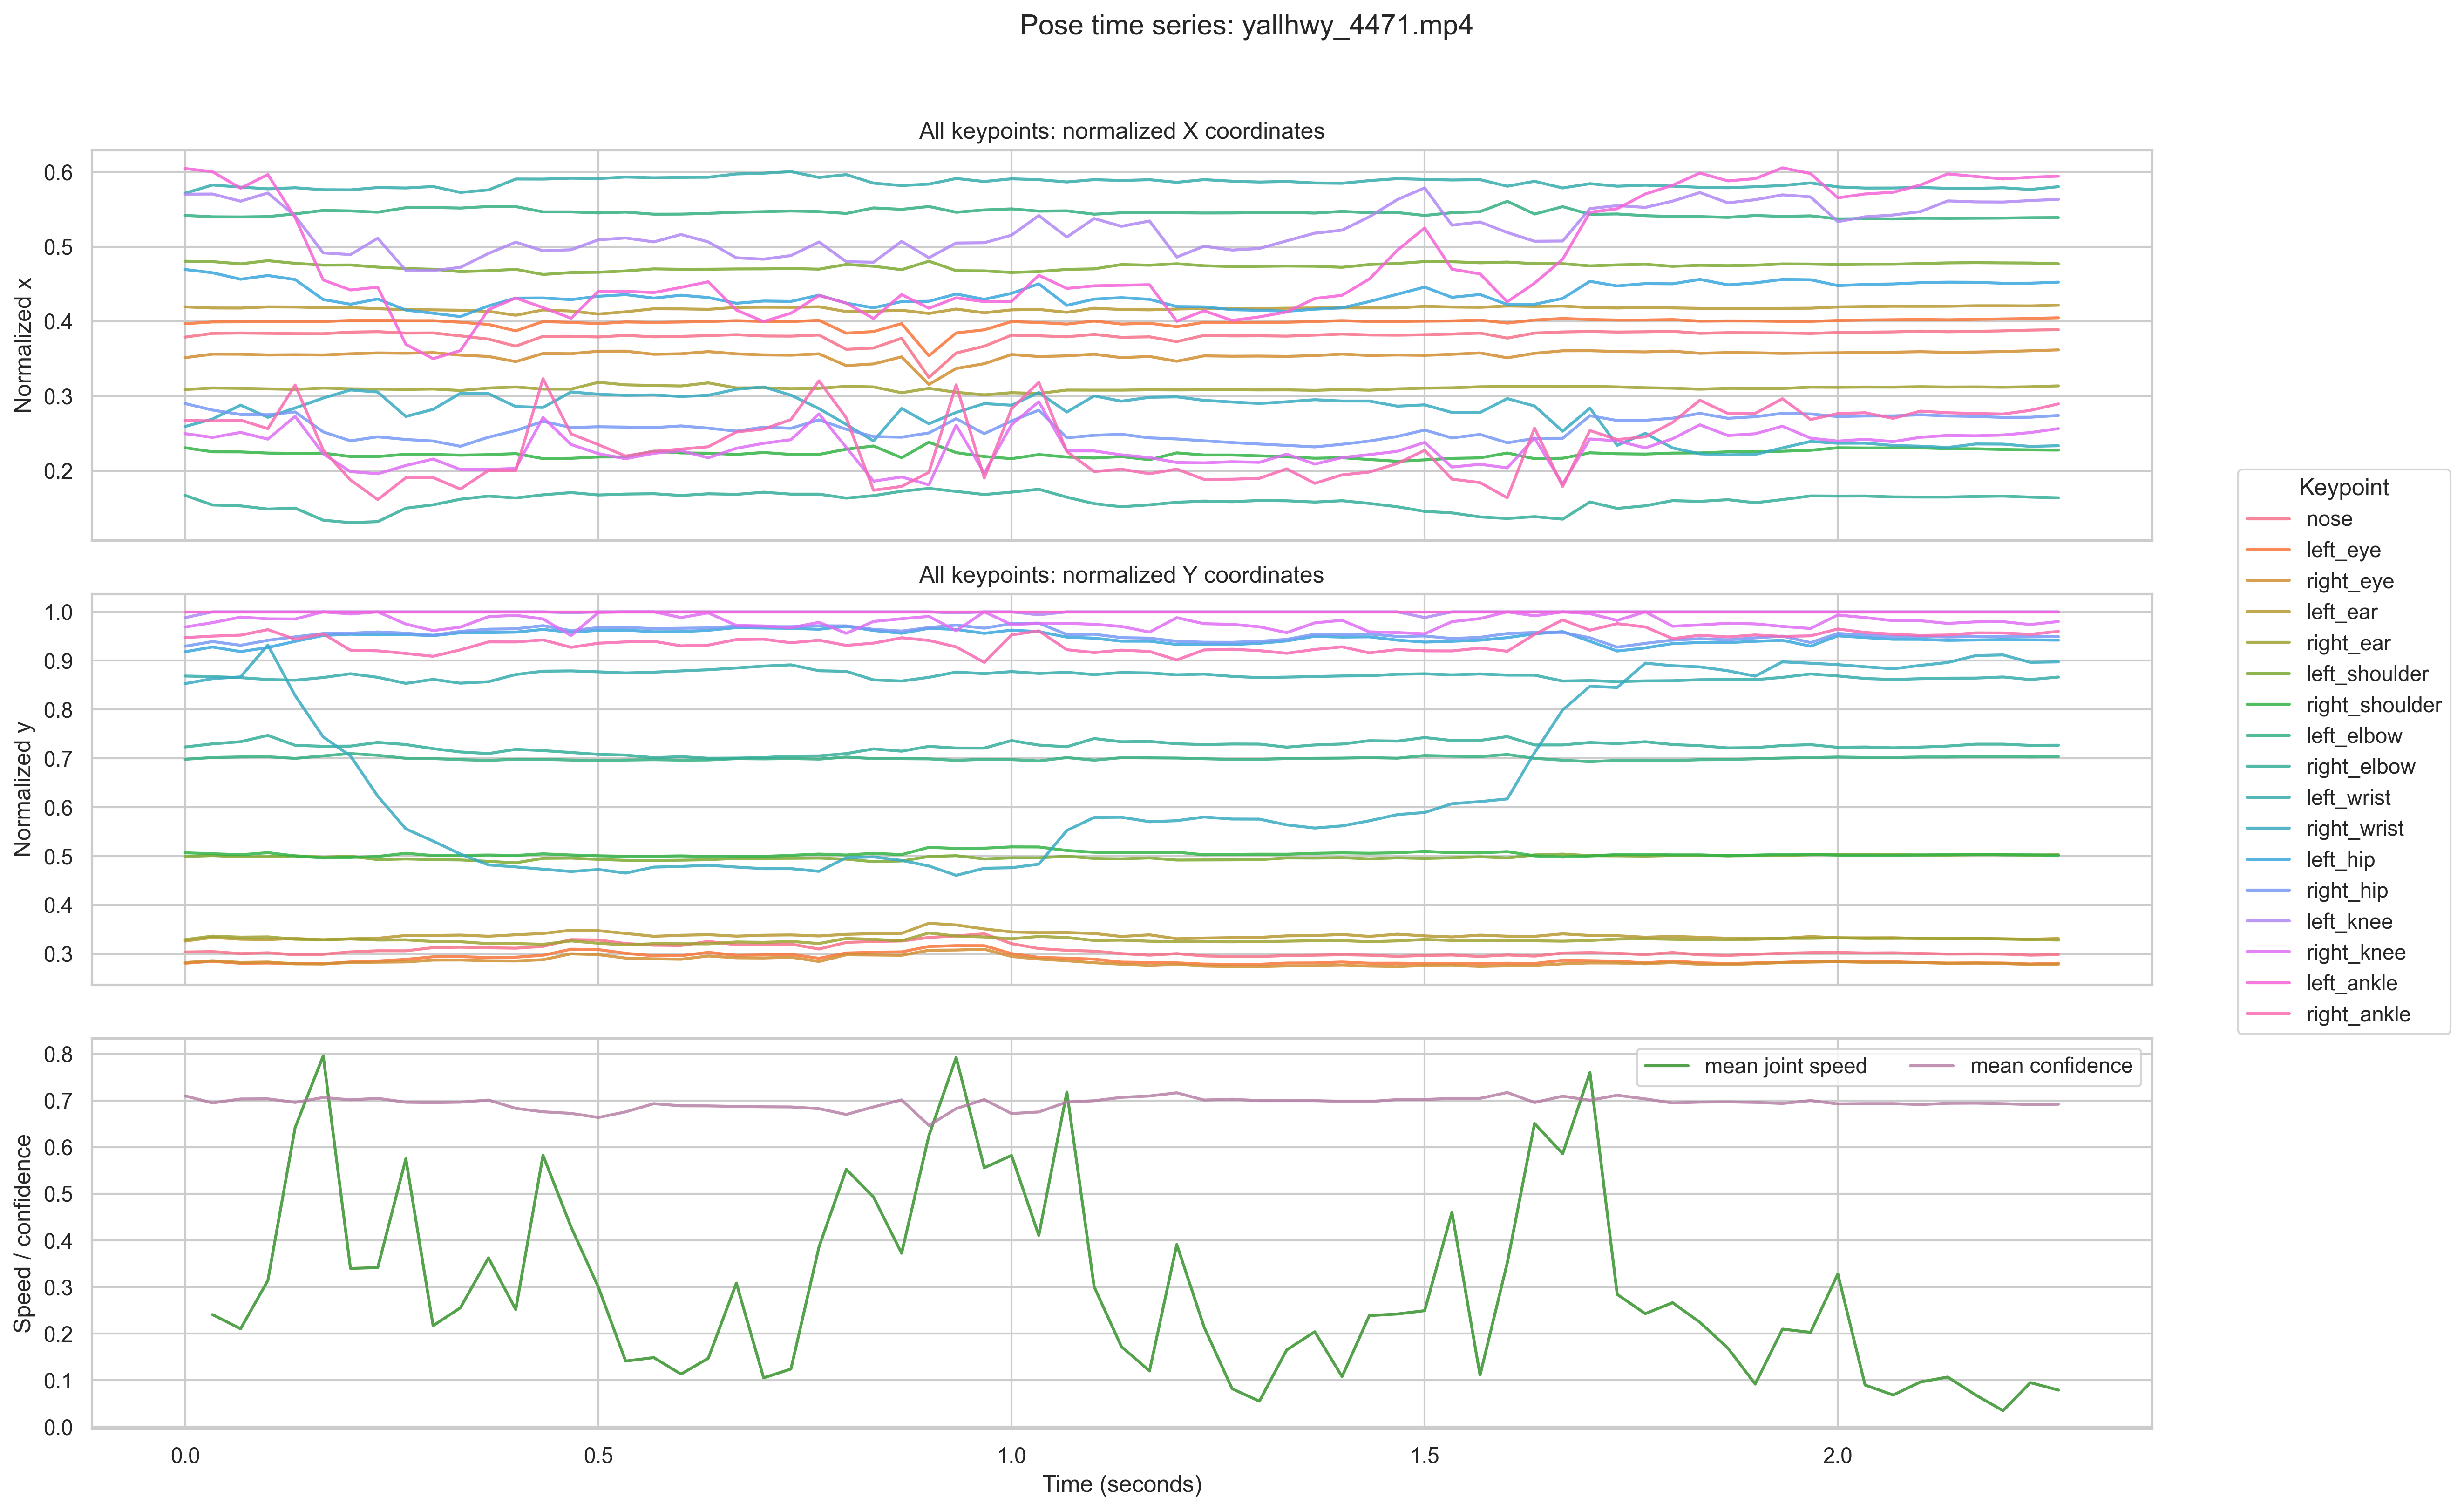 Pose time series: yallhwy_4471.mp4
All keypoints: normalized X coordinates
Normalized x
0.6
0.5
0.4
0.3
0.2
All keypoints: normalized Y coordinates
Normalized y
1.0
0.9
0.8
0.7
0.6
0.5
0.4
0.3
Keypoint
nose
left_eye
right_eye
left_ear
right_ear
left_shoulder
right_shoulder
left_elbow
right_elbow
left_wrist
right_wrist
left_hip
right_hip
left_knee
right_knee
left_ankle
right_ankle
Speed / confidence
0.8
0.7
0.6
0.5
0.4
0.3
0.2
0.1
0.0
mean joint speed mean confidence
0.0 0.5 1.0 1.5 2.0
Time (seconds)